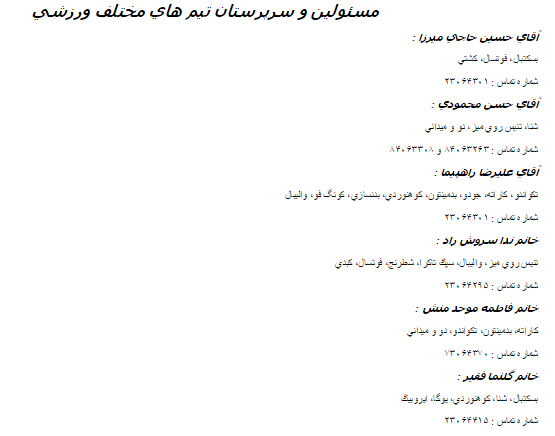 مسئولين و سرپرستان تيم هاي مختلف ورزشي
آقاي حسين حاجي ميرزا :
بسكتبال، فوتسال، كشتي
شماره تماس : ۲۳۰۶۴۳۰۱
آقاي حسن محمودي :
شنا، تنيس روي ميز، دو و ميداني
شماره تماس : ۸۴۰۶۳۲۶۳ و ۸۴۰۶۳۳۰۸
آقاي عليرضا راهپيما :
تكواندو، كاراته، جودو، بدمينتون، كوهنوردي، بدنسازي، كونگ فو، واليبال
شماره تماس : ۲۳۰۶۴۳۰۱
خانم ندا سروش راد :
تنيس روي ميز، واليبال، سپك تاكرا، شطرنج، فوتسال، كبدي
شماره تماس : ۲۳۰۶۴۲۹۵
خانم فاطمه موحد منش :
كاراته، بدمينتون، تكواندو، دو و ميداني
شماره تماس : ۷۳۰۶۴۳۷۰
خانم گلنما فقير :
بسكتبال، شنا، كوهنوردي، يوگا، ايروبيك
شماره تماس : ۲۳۰۶۴۴۱۵